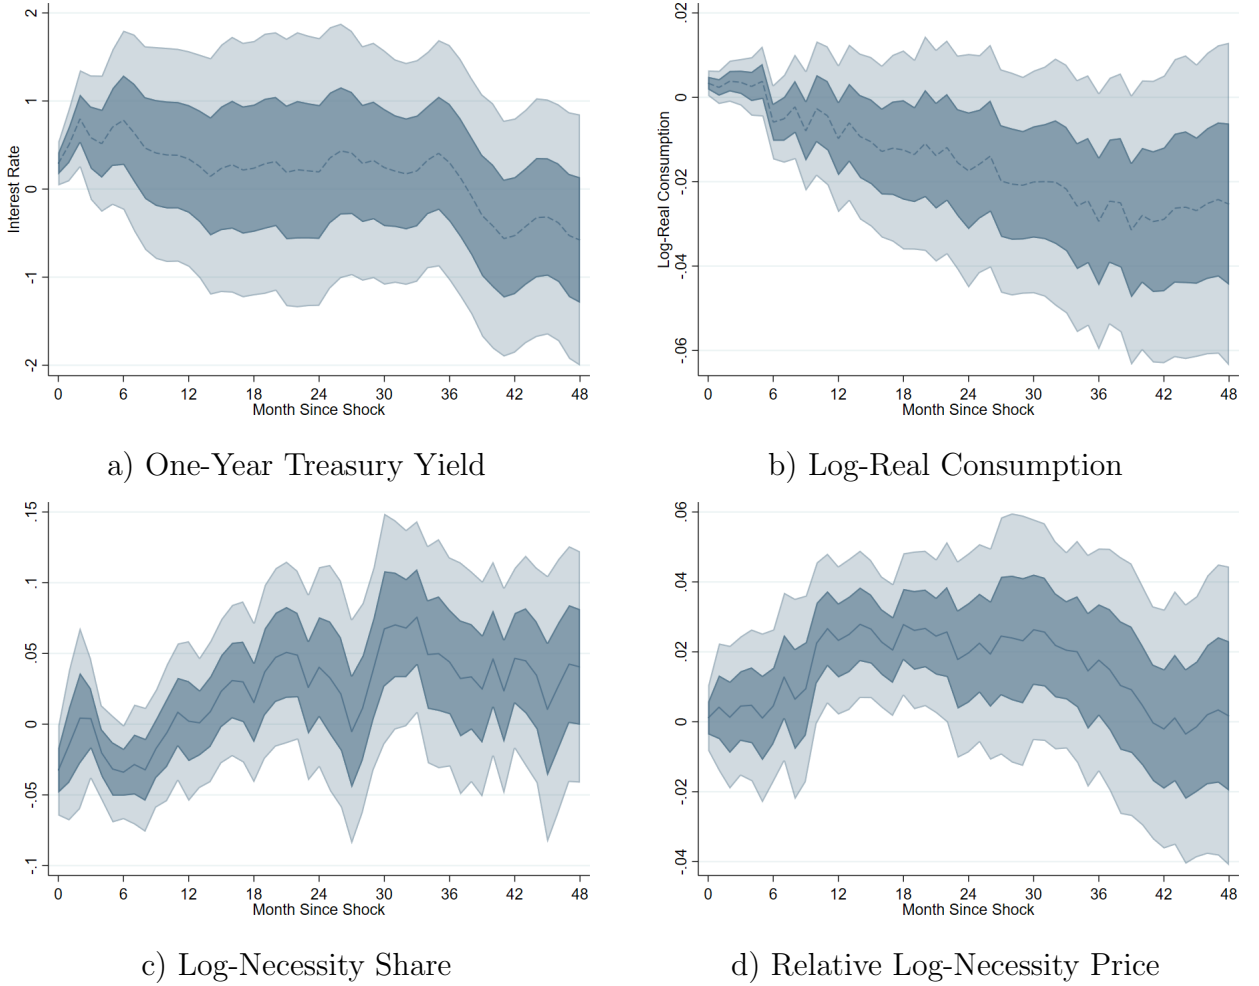 2
1
0
-1
-2
Interest Rate
0 6 12 18 24 30 36 42 48
Month Since Shock
a) One-Year Treasury Yield
.02
0
-.02
-.04
-.06
Log-Real Consumption
0 6 12 18 24 30 36 42 48
Month Since Shock
b) Log-Real Consumption
.15
.1
.05
0
-.05
-.1
0 6 12 18 24 30 36 42 48
Month Since Shock
c) Log-Necessity Share
.06
.04
.02
0
-.02
-.04
0 6 12 18 24 30 36 42 48
Month Since Shock
d) Relative Log-Necessity Price